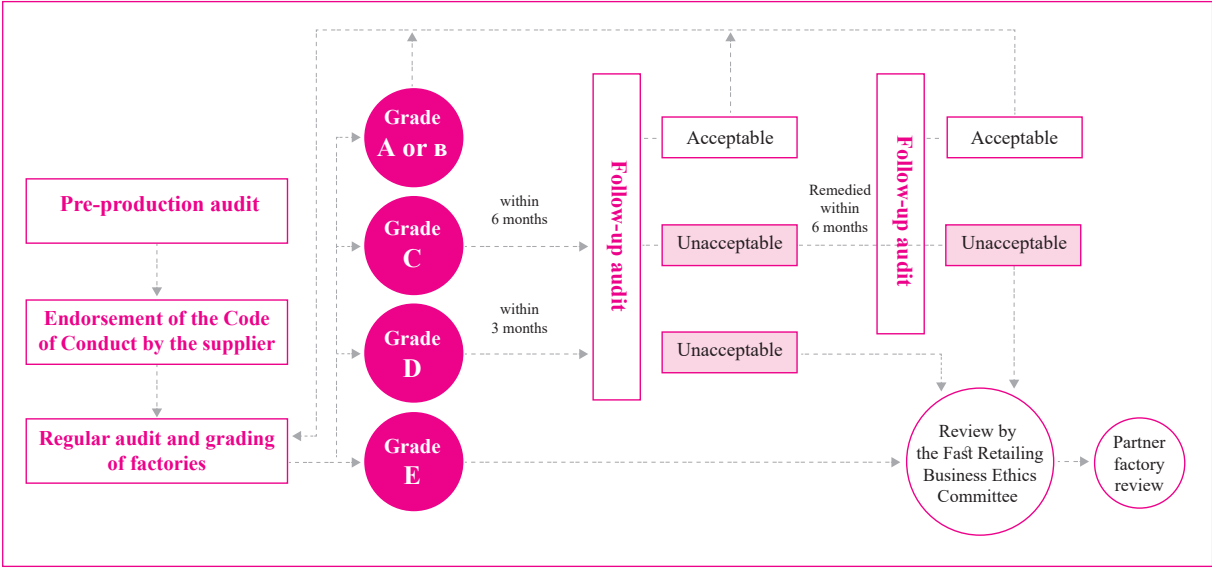 Pre-production audit
Endorsement of the Code
of Conduct by the supplier
Regular audit and grading
of factories
Grade
A or B
Grade
C
Grade
D
Grade
E
within
6 months
within
3 months
Follow-up audit
Acceptable
Unacceptable
Unacceptable
Remedied
within
6 months
Follow-up audit
Acceptable
Unacceptable
Review by
the Fast Retailing
Business Ethics
Committee
Partner
factory
review